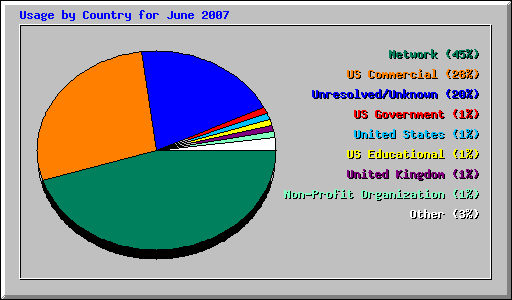 Usage by Country for June 2007
Network (45%)
US Commercial (28%)
Unresolved/Unknown (20%)
US Government (1%)
United States (1%)
US Educational (1%)
United Kingdom (1%)
Non-Profit Organization (1%)
Other (3%)